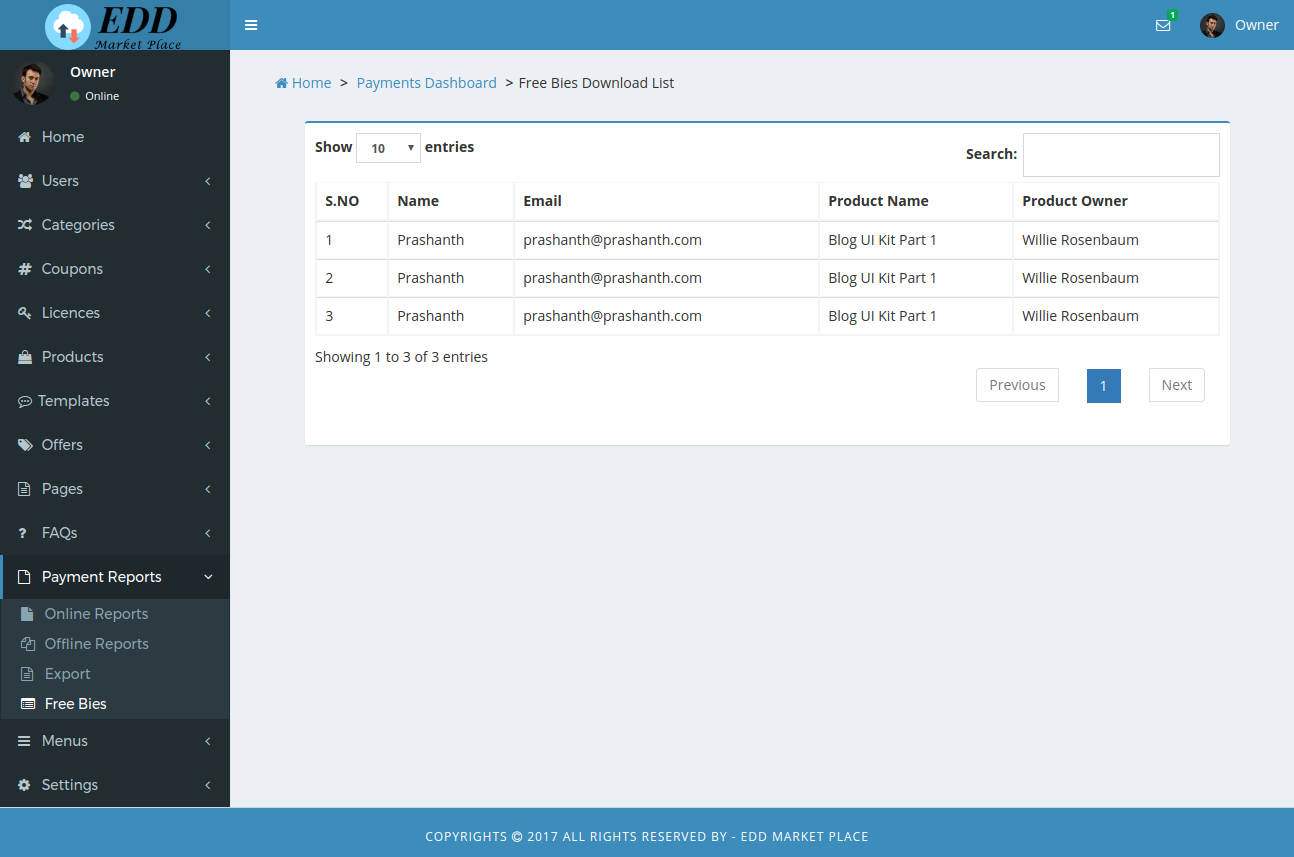 EDD
Market Place
1
Owner
Owner
Online
Home > Payments Dashboard > Free Bies Download List
Home
Users
Categories
Coupons
Licences
Products
Templates
Offers
Pages
FAQs
Payment Reports
Online Reports
Offline Reports
Export
Free Bies
Menus
Settings
Show 10 entries
Search:
S.NO Name Email Product Name Product Owner
1 Prashanth prashanth@prashanth.com Blog UI Kit Part 1 Willie Rosenbaum
2 Prashanth prashanth@prashanth.com Blog UI Kit Part 1 Willie Rosenbaum
3 Prashanth prashanth@prashanth.com Blog UI Kit Part 1 Willie Rosenbaum
Showing 1 to 3 of 3 entries
Previous 1 Next
COPYRIGHTS © 2017 ALL RIGHTS RESERVED BY - EDD MARKET PLACE